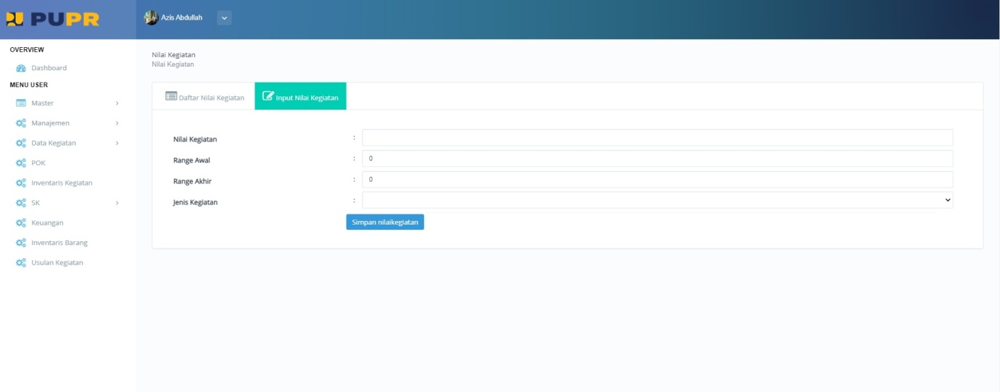 PUPR
Azis Abdullah
OVERVIEW
Dashboard
MENU USER
Master
Manajemen
Data Kegiatan
POK
Inventaris Kegiatan
SK
Keuangan
Inventaris Barang
Usulan Kegiatan
Nilai Kegiatan
Nilai Kegiatan
Daftar Nilai Kegiatan
Input Nilai Kegiatan
Nilai Kegiatan :
Range Awal : 0
Range Akhir : 0
Jenis Kegiatan :
Simpan nilaikegiatan